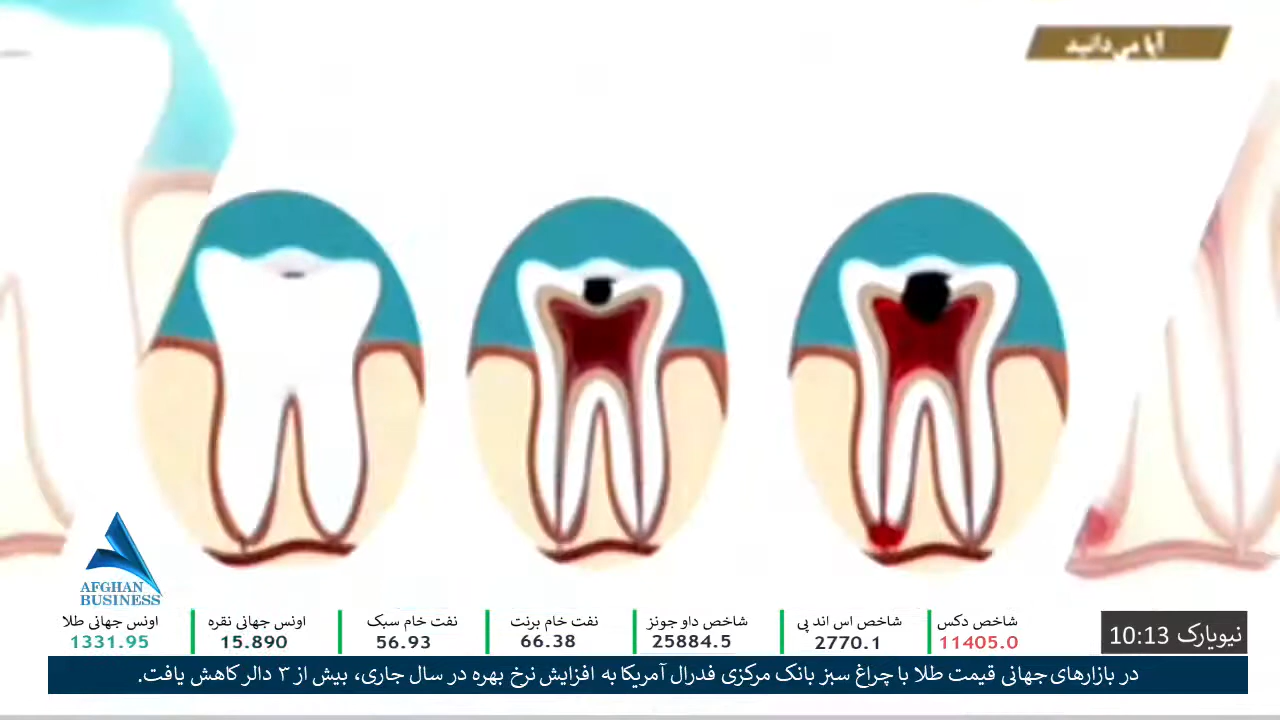 آیا می‌دانید
AFGHAN
BUSINESS
شاخص دکس
11405.0
شاخص اس اند پی
2770.1
شاخص داو جونز
25884.5
نفت خام برنت
66.38
نفت خام سبک
56.93
اونس جهانی نقره
15.890
اونس جهانی طلا
1331.95
نیویارک 10:13
در بازارهای جهانی قیمت طلا با چراغ سبز بانک مرکزی فدرال آمریکا به افزایش نرخ بهره در سال جاری، بیش از ۳ دالر کاهش یافت.